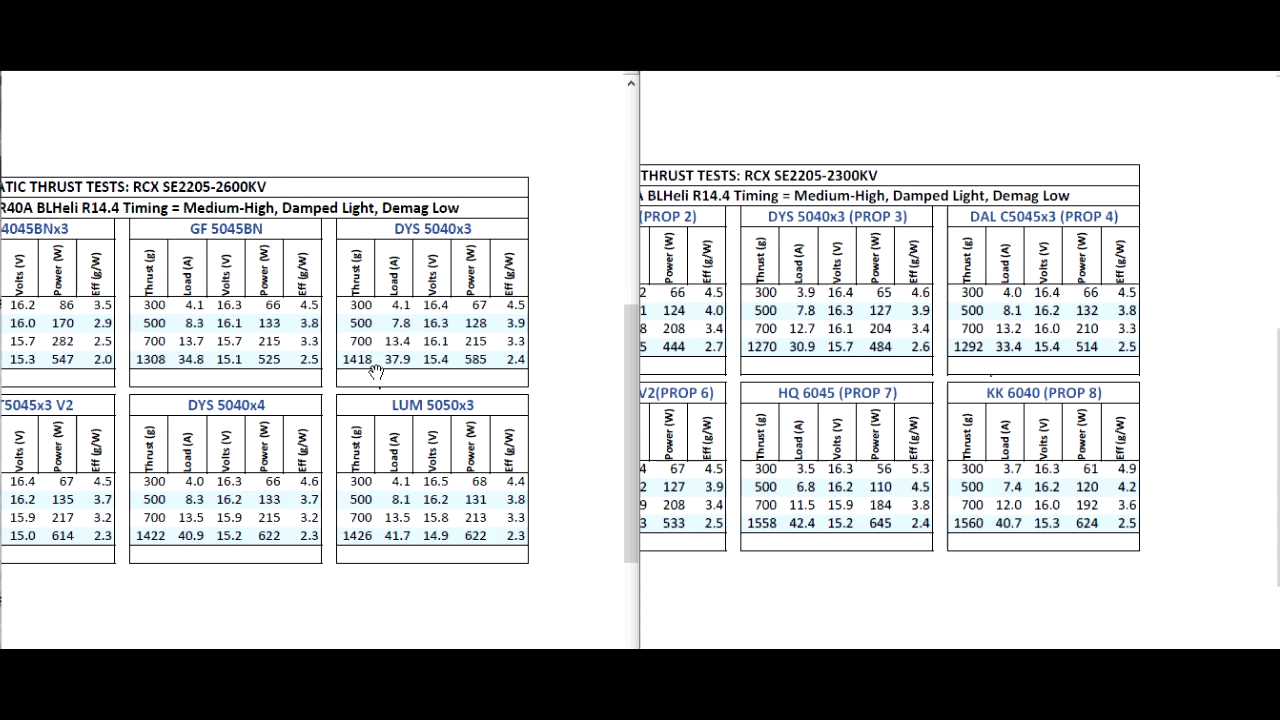 ATIC THRUST TESTS: RCX SE2205-2600KV
R40A BLHeli R14.4 Timing = Medium-High, Damped Light, Demag Low
4045BNx3 GF 5045BN DYS 5040x3
Volts (V) Power (W) Eff (g/W) Thrust (g) Load (A) Volts (V) Power (W) Eff (g/W) Thrust (g) Load (A) Volts (V) Power (W) Eff (g/W)
16.2 86 3.5 300 4.1 16.3 66 4.5 300 4.1 16.4 67 4.5
16.0 170 2.9 500 8.3 16.1 133 3.8 500 7.8 16.3 128 3.9
15.7 282 2.5 700 13.7 15.7 215 3.3 700 13.4 16.1 215 3.3
15.3 547 2.0 1308 34.8 15.1 525 2.5 1418 37.9 15.4 585 2.4
T5045x3 V2 DYS 5040x4 LUM 5050x3
Volts (V) Power (W) Eff (g/W) Thrust (g) Load (A) Volts (V) Power (W) Eff (g/W) Thrust (g) Load (A) Volts (V) Power (W) Eff (g/W)
16.4 67 4.5 300 4.0 16.4 66 4.6 300 4.1 16.5 68 4.4
16.2 135 3.7 500 8.3 16.2 133 3.7 500 8.1 16.2 131 3.8
15.9 217 3.2 700 13.5 15.9 215 3.2 700 13.5 15.8 213 3.3
15.0 614 2.3 1422 40.9 15.2 622 2.3 1426 41.7 14.9 622 2.3
THRUST TESTS: RCX SE2205-2300KV
A BLHeli R14.4 Timing = Medium-High, Damped Light, Demag Low
(PROP 2) DYS 5040x3 (PROP 3) DAL C5045x3 (PROP 4)
Power (W) Eff (g/W) Thrust (g) Load (A) Volts (V) Power (W) Eff (g/W) Thrust (g) Load (A) Volts (V) Power (W) Eff (g/W)
2 66 4.5 300 3.9 16.4 65 4.6 300 4.0 16.4 66 4.5
1 124 4.0 500 7.8 16.3 127 3.9 500 8.1 16.2 132 3.8
8 208 3.4 700 12.7 16.1 204 3.4 700 13.2 16.0 210 3.3
5 444 2.7 1270 30.9 15.7 484 2.6 1292 33.4 15.4 514 2.5
V2(PROP 6) HQ 6045 (PROP 7) KK 6040 (PROP 8)
Power (W) Eff (g/W) Thrust (g) Load (A) Volts (V) Power (W) Eff (g/W) Thrust (g) Load (A) Volts (V) Power (W) Eff (g/W)
4 67 4.5 300 3.5 16.3 56 5.3 300 3.7 16.3 61 4.9
2 127 3.9 500 6.8 16.2 110 4.5 500 7.4 16.2 120 4.2
9 208 3.4 700 11.5 15.9 184 3.8 700 12.0 16.0 192 3.6
3 533 2.5 1558 42.4 15.2 645 2.4 1560 40.7 15.3 624 2.5